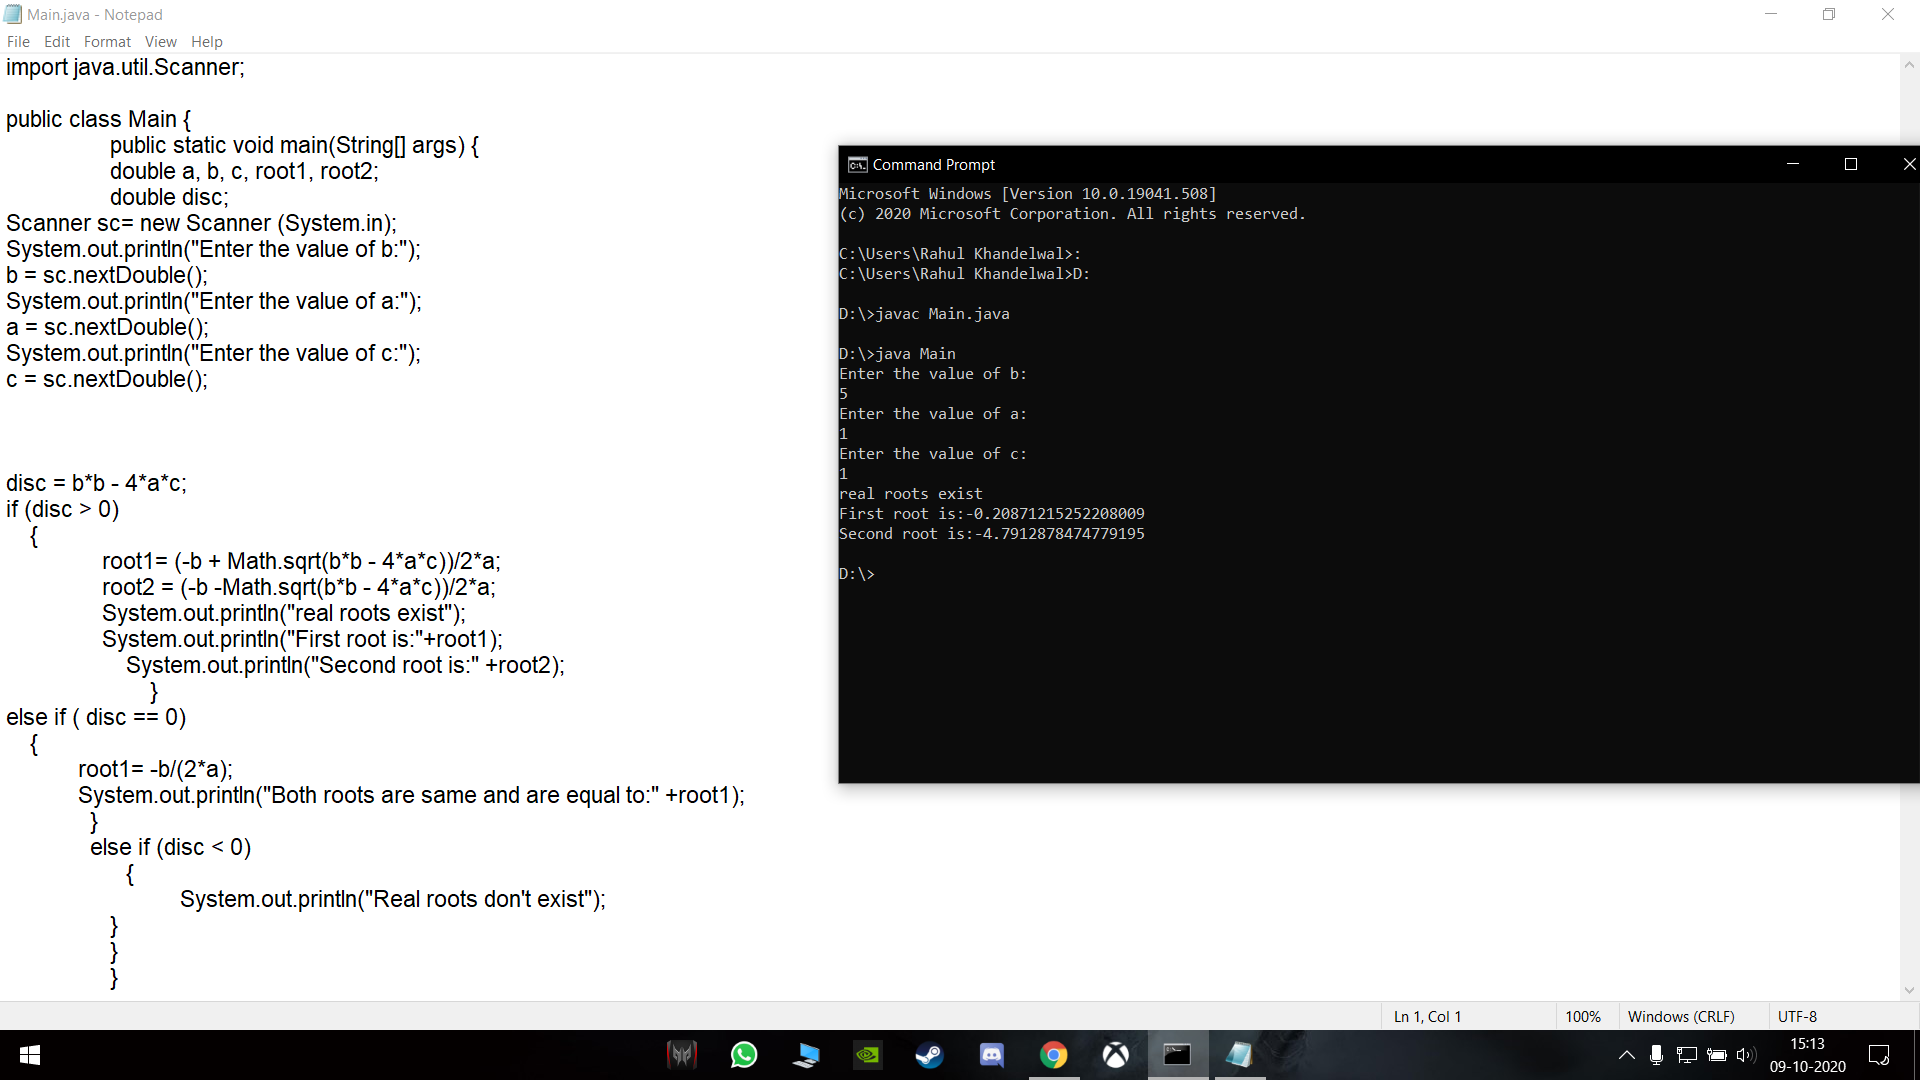 Main.java - Notepad
File Edit Format View Help
import java.util.Scanner;
public class Main {
public static void main(String[] args) {
double a, b, c, root1, root2;
double disc;
Scanner sc= new Scanner (System.in);
System.out.println("Enter the value of b:");
b = sc.nextDouble();
System.out.println("Enter the value of a:");
a = sc.nextDouble();
System.out.println("Enter the value of c:");
c = sc.nextDouble();
disc = b*b - 4*a*c;
if (disc > 0)
{
root1= (-b + Math.sqrt(b*b - 4*a*c))/2*a;
root2 = (-b -Math.sqrt(b*b - 4*a*c))/2*a;
System.out.println("real roots exist");
System.out.println("First root is:"+root1);
System.out.println("Second root is:" +root2);
}
else if ( disc == 0)
{
root1= -b/(2*a);
System.out.println("Both roots are same and are equal to:" +root1);
}
else if (disc < 0)
{
System.out.println("Real roots don't exist");
}
}
}
Command Prompt
Microsoft Windows [Version 10.0.19041.508]
(c) 2020 Microsoft Corporation. All rights reserved.
C:\Users\Rahul Khandelwal>:
C:\Users\Rahul Khandelwal>D:
D:\>javac Main.java
D:\>java Main
Enter the value of b:
5
Enter the value of a:
1
Enter the value of c:
1
real roots exist
First root is:-0.20871215252208009
Second root is:-4.7912878474779195
D:\>
Ln 1, Col 1 100% Windows (CRLF) UTF-8
15:13
09-10-2020